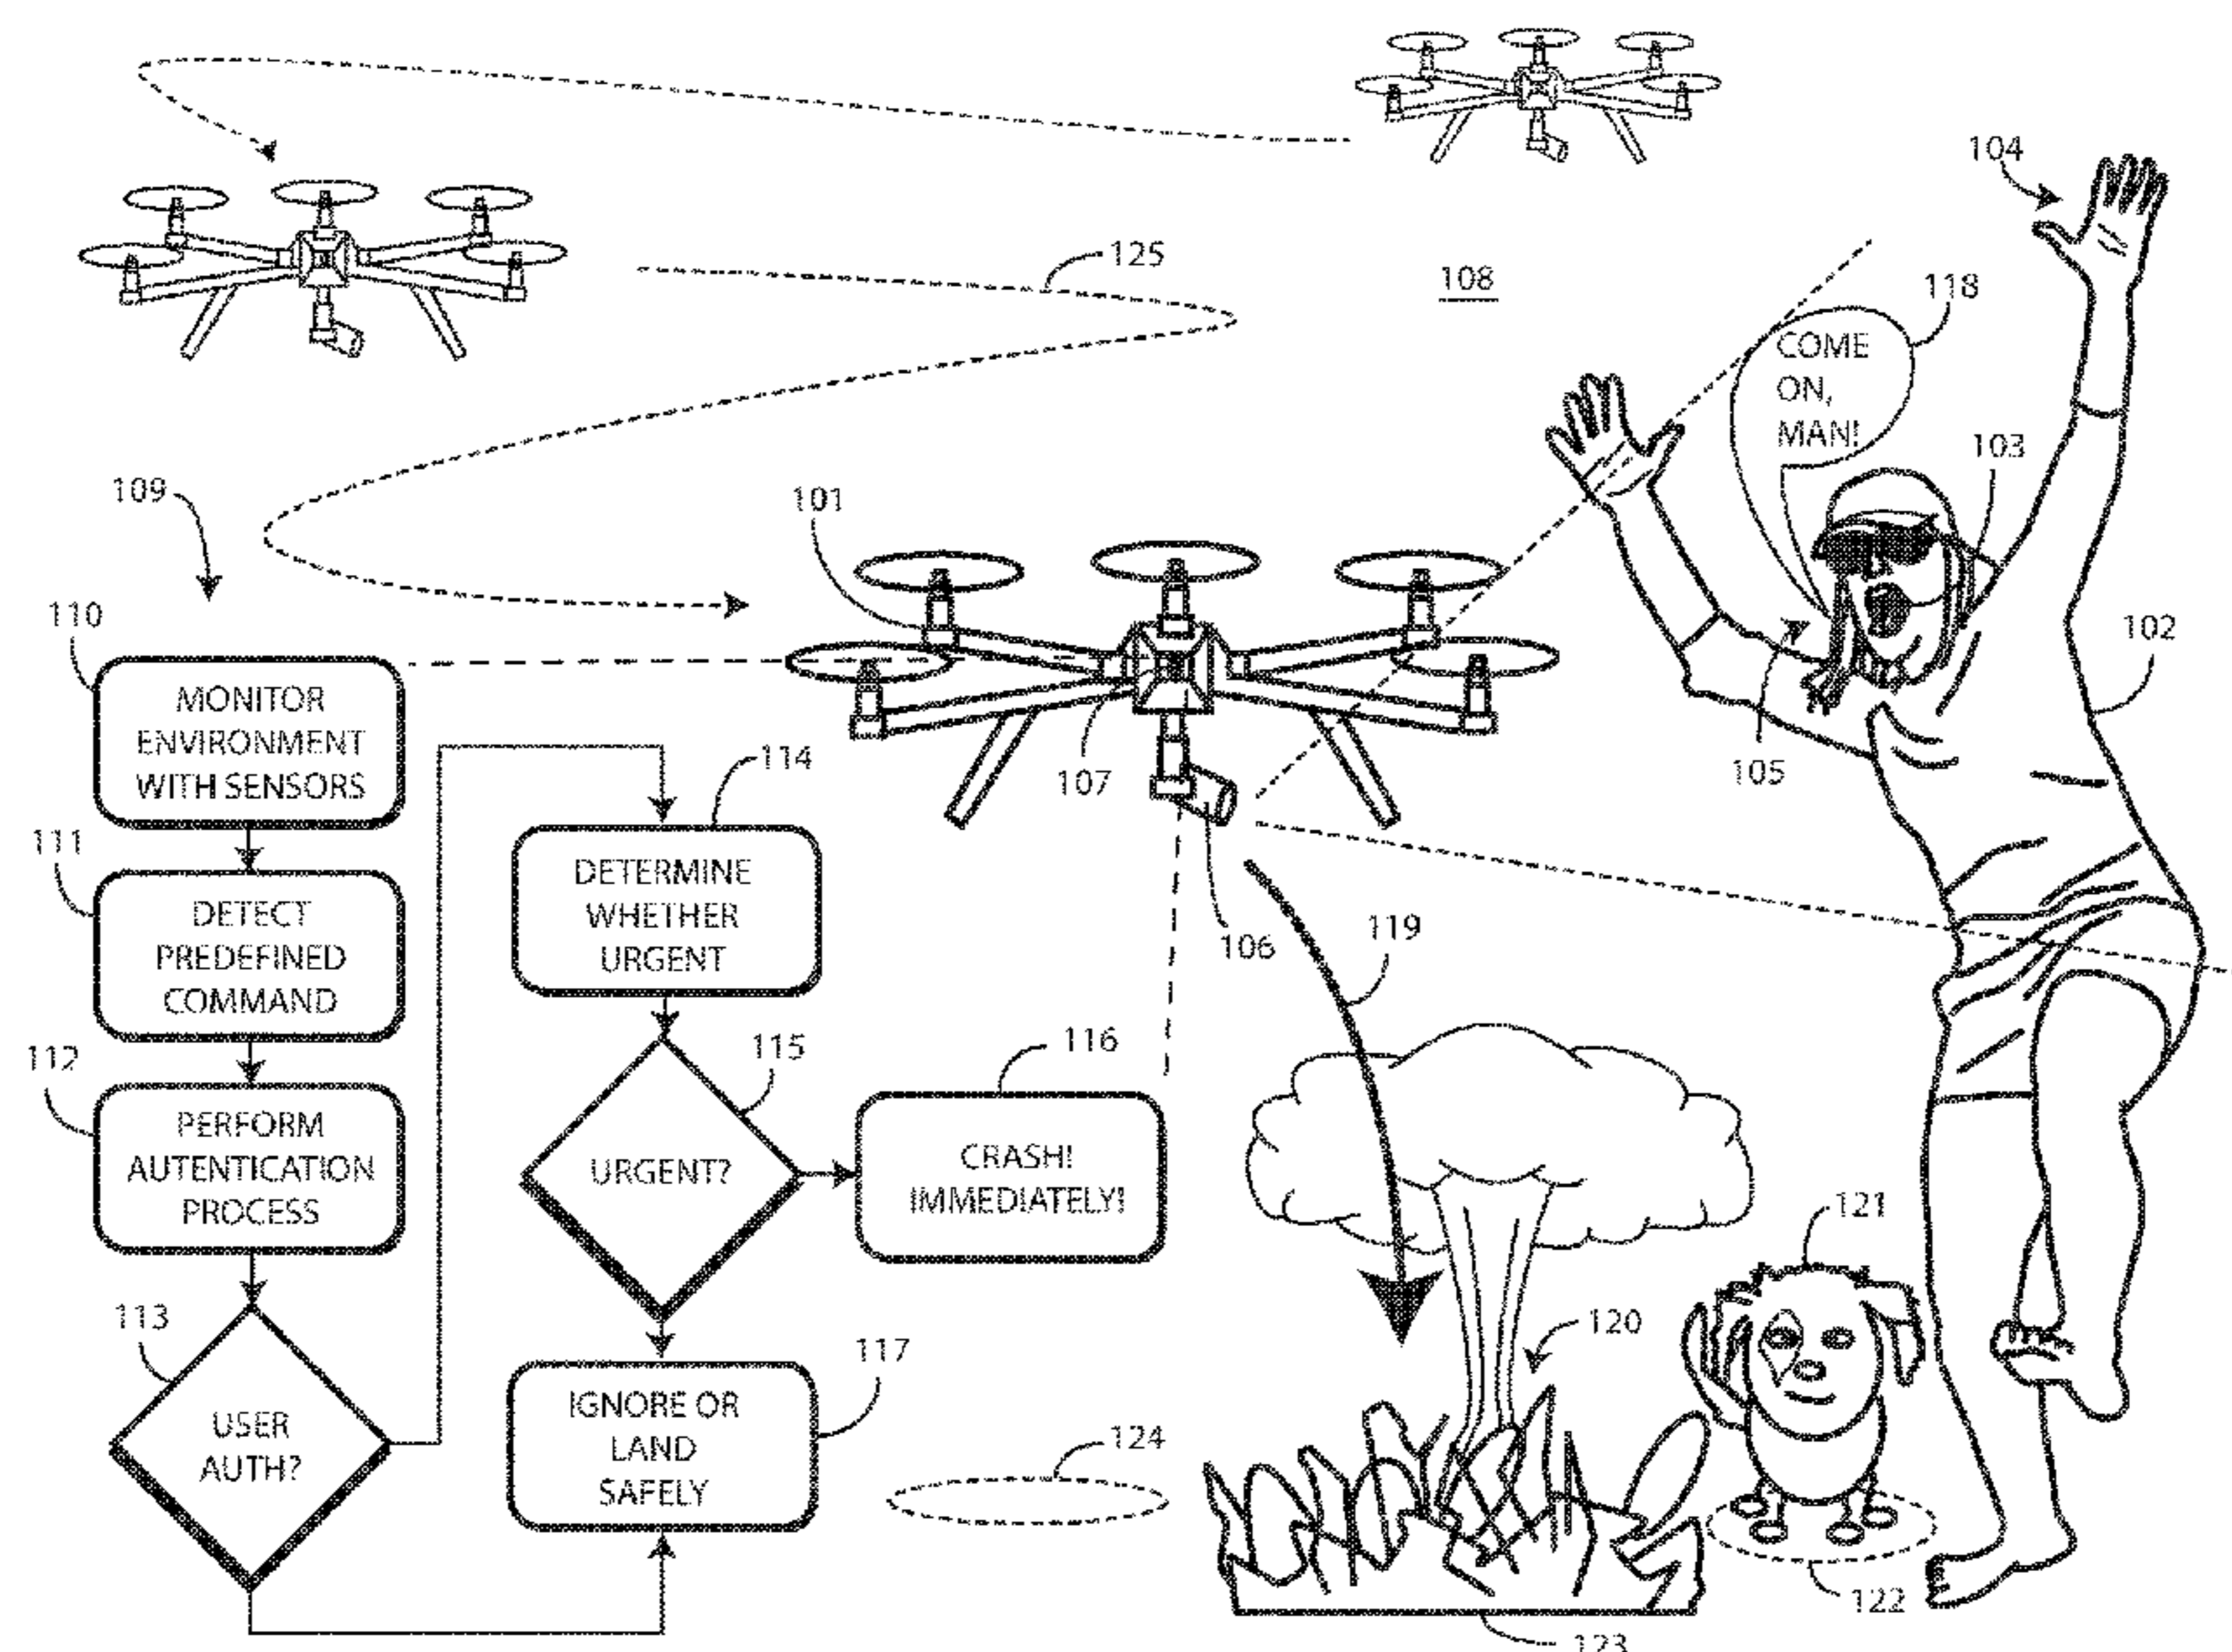 104
125
108
118
COME
ON,
MAN!
103
109
101
110
102
MONITOR
ENVIRONMENT
WITH SENSORS
107
105
114
111
DETERMINE
WHETHER
URGENT
DETECT
PREDEFINED
COMMAND
106
119
112
115
116
PERFORM
AUTENTICATION
PROCESS
URGENT?
CRASH!
IMMEDIATELY!
121
113
120
117
USER
AUTH?
IGNORE OR
LAND
SAFELY
124
122
123